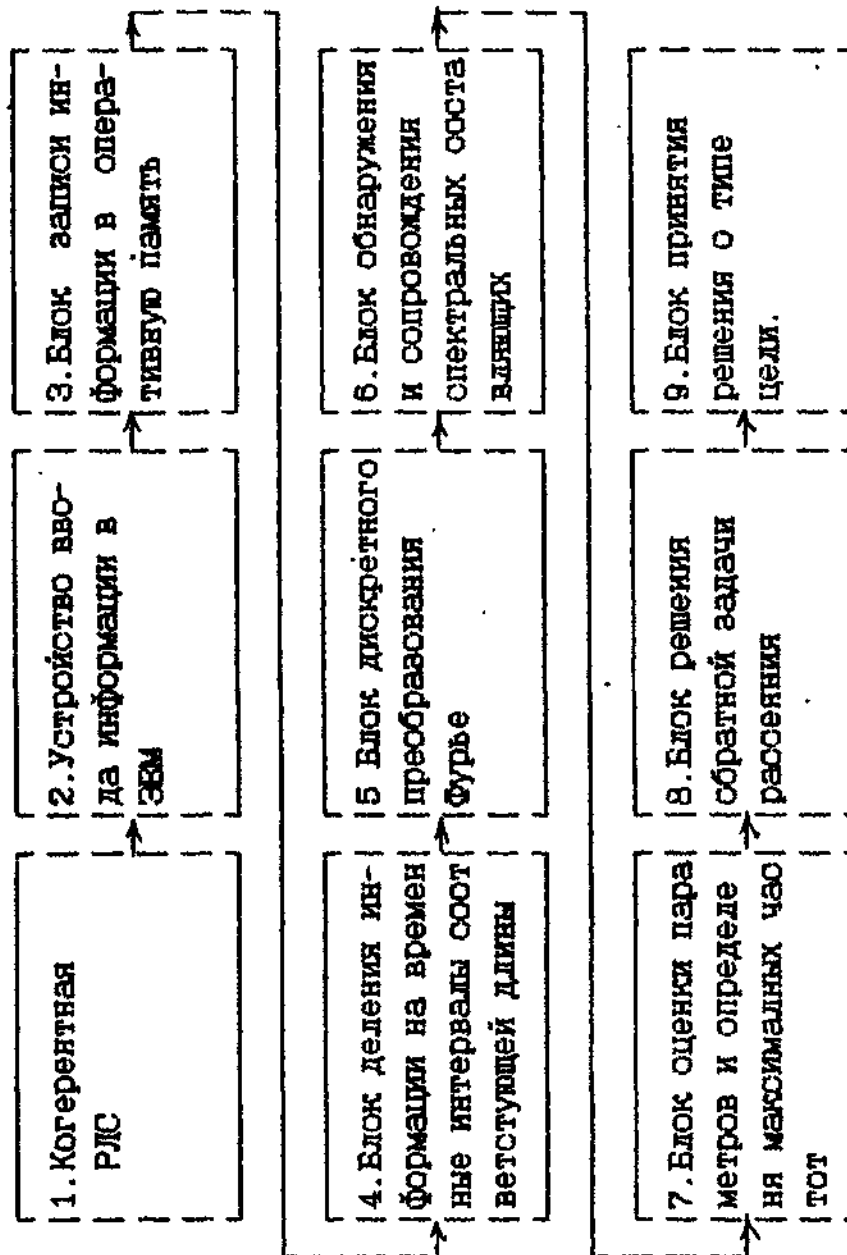 1.Когерентная
РЛС
2.Устройство вво-
да информации в
ЭВМ
3.Блок записи ин-
формации в опера-
тивную память
4.Блок деления ин-
формации на времен
ные интервалы соот
ветстующей длины
5 Блок дискретного
преобразования
Фурье
6.Блок обнаружения
и сопровождения
спектральных соста
вляющих
7.Блок оценки пара
метров и определе
ня максималных час
тот
8.Блок решения
обратной задачи
рассеяния
9.Блок принятия
решения о типе
цели.